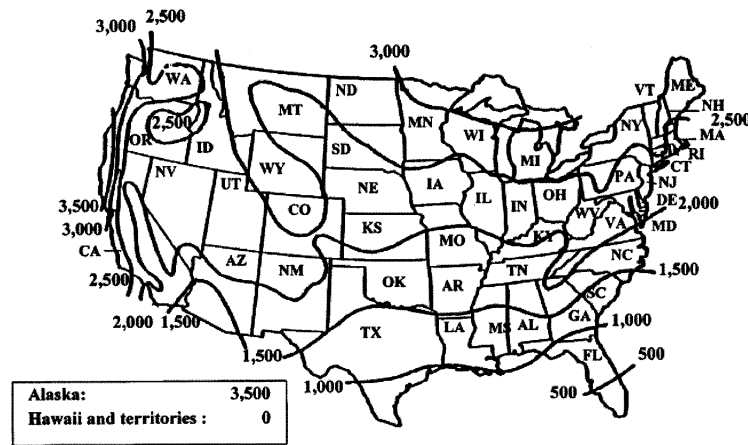 3,000 2,500
WA
MT
ND
3,000
VT
ME
NH
2,500
MA
RI
CT
NJ
DE
2,000
MD
OR
2,500
ID
WY
SD
MN
WI
MI
NY
PA
NV
UT
CO
NE
IA
IL
IN
OH
WV
VA
KS
MO
KY
NC
3,500
3,000
CA
2,500
AZ
NM
OK
AR
TN
SC
1,500
2,000 1,500
1,500
TX
LA
MS
AL
GA
1,000
1,000
FL
500
500
Alaska: 3,500
Hawaii and territories : 0